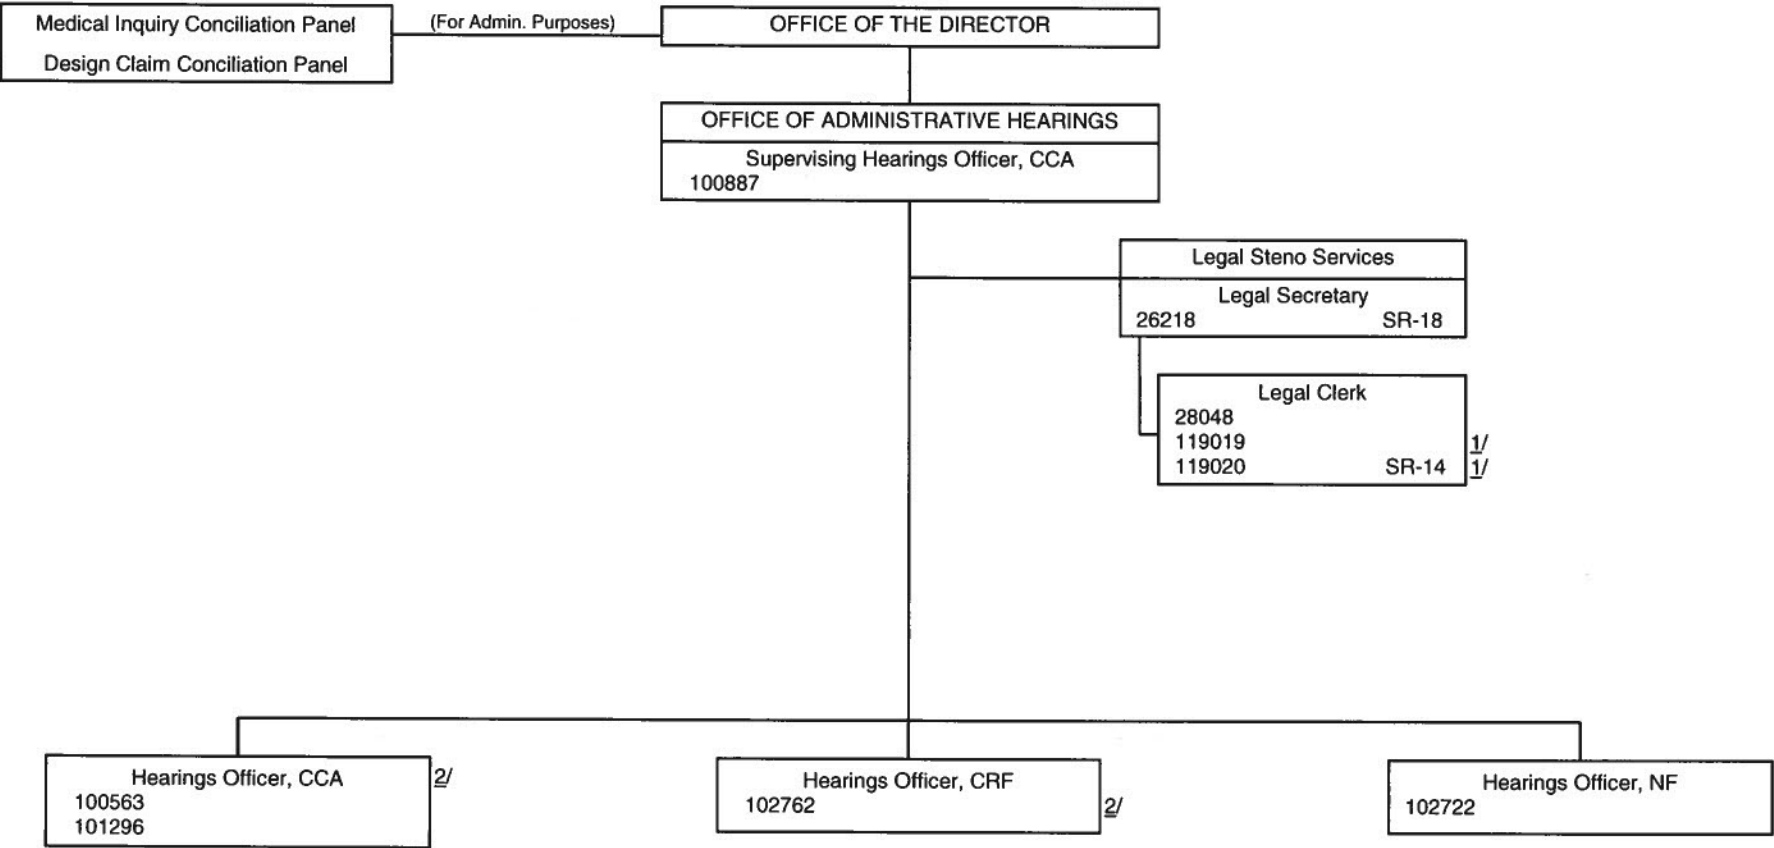 Medical Inquiry Conciliation Panel
Design Claim Conciliation Panel
(For Admin. Purposes)
OFFICE OF THE DIRECTOR
OFFICE OF ADMINISTRATIVE HEARINGS
Supervising Hearings Officer, CCA
100887
Legal Steno Services
Legal Secretary
26218 SR-18
Legal Clerk
28048
119019 1/
119020 SR-14 1/
Hearings Officer, CCA 2/
100563
101296
Hearings Officer, CRF
102762 2/
Hearings Officer, NF
102722